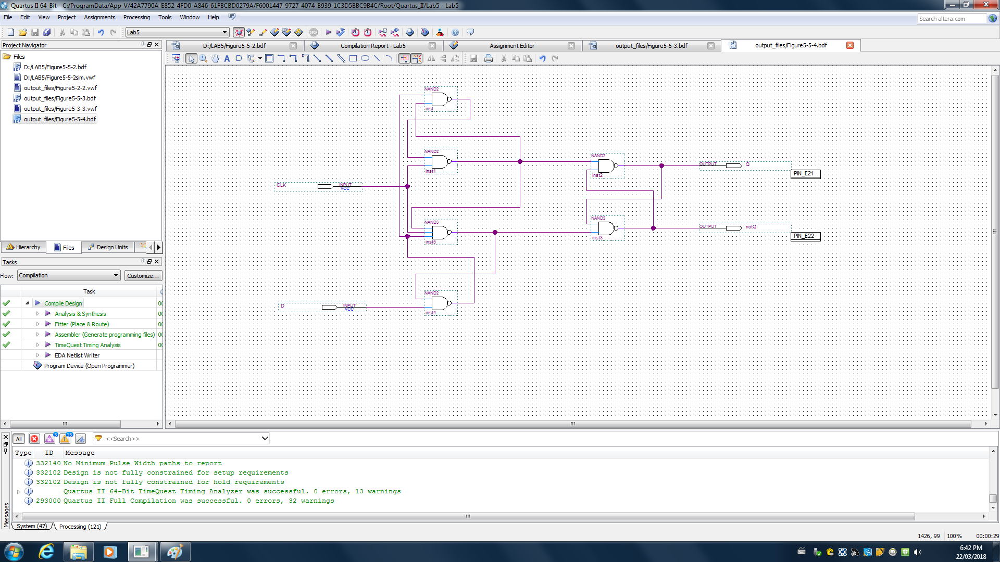 Quartus II 64-Bit - C:/ProgramData/App-V/42A7790A-E852-4FD0-A846-61FBCBD0279A/F6001447-9727-4074-B939-1C3D5BBC9B4C/Root/Quartus_II/Lab5 - Lab5
File Edit View Project Assignments Processing Tools Window Help
Search altera.com
Lab5
STOP
Project Navigator
D:/LAB5/Figure5-5-2.bdf
Compilation Report - Lab5
Assignment Editor
output_files/Figure5-5-3.bdf
output_files/Figure5-5-4.bdf
Files
D:/LAB5/Figure5-5-2.bdf
D:/LAB5/Figure5-5-2sim.vwf
output_files/Figure5-2-2.vwf
output_files/Figure5-5-3.bdf
output_files/Figure5-3-3.vwf
output_files/Figure5-5-4.bdf
Hierarchy Files Design Units
Tasks
Flow: Compilation Customize...
Task
Compile Design 00
Analysis & Synthesis 00
Fitter (Place & Route) 00
Assembler (Generate programming files) 00
TimeQuest Timing Analysis 00
EDA Netlist Writer
Program Device (Open Programmer)
NAND2
inst
NAND2
inst1
NAND2
inst2
OUTPUT Q
PIN_E21
CLK INPUT
VCC
NAND3
inst5
NAND2
inst3
OUTPUT notQ
PIN_E22
NAND2
inst4
D INPUT
VCC
All 3 15 <<Search>>
Type ID Message
332140 No Minimum Pulse Width paths to report
332102 Design is not fully constrained for setup requirements
332102 Design is not fully constrained for hold requirements
Quartus II 64-Bit TimeQuest Timing Analyzer was successful. 0 errors, 13 warnings
293000 Quartus II Full Compilation was successful. 0 errors, 32 warnings
Messages
System (47) Processing (121)
1426, 99 100% 00:00:29
6:42 PM
22/03/2018